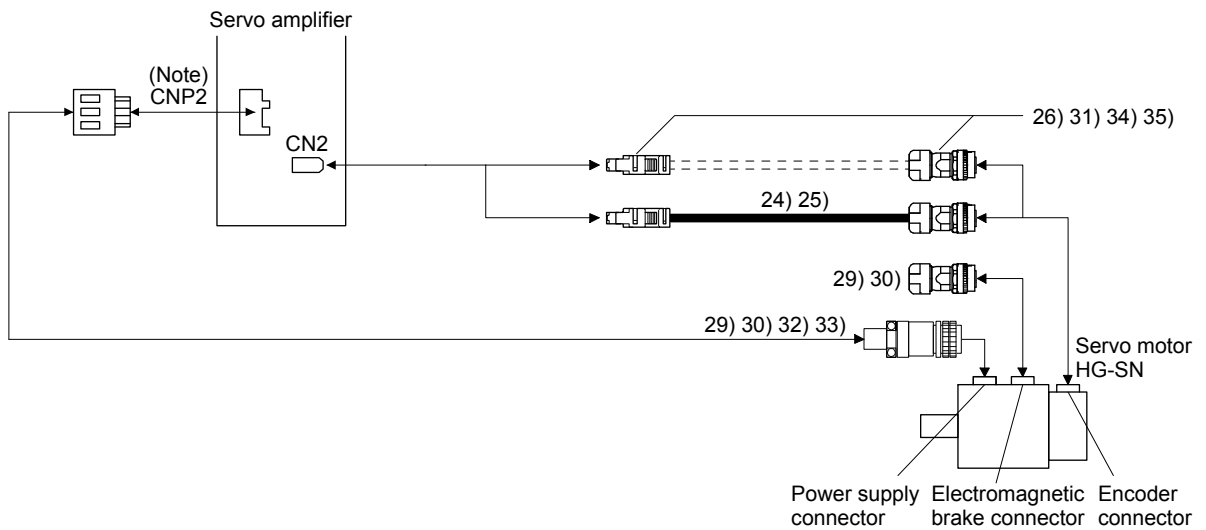 Servo amplifier
(Note)
CNP2
CN2
26) 31) 34) 35)
24) 25)
29) 30)
29) 30) 32) 33)
Servo motor
HG-SN
Power supply
connector
Electromagnetic
brake connector
Encoder
connector